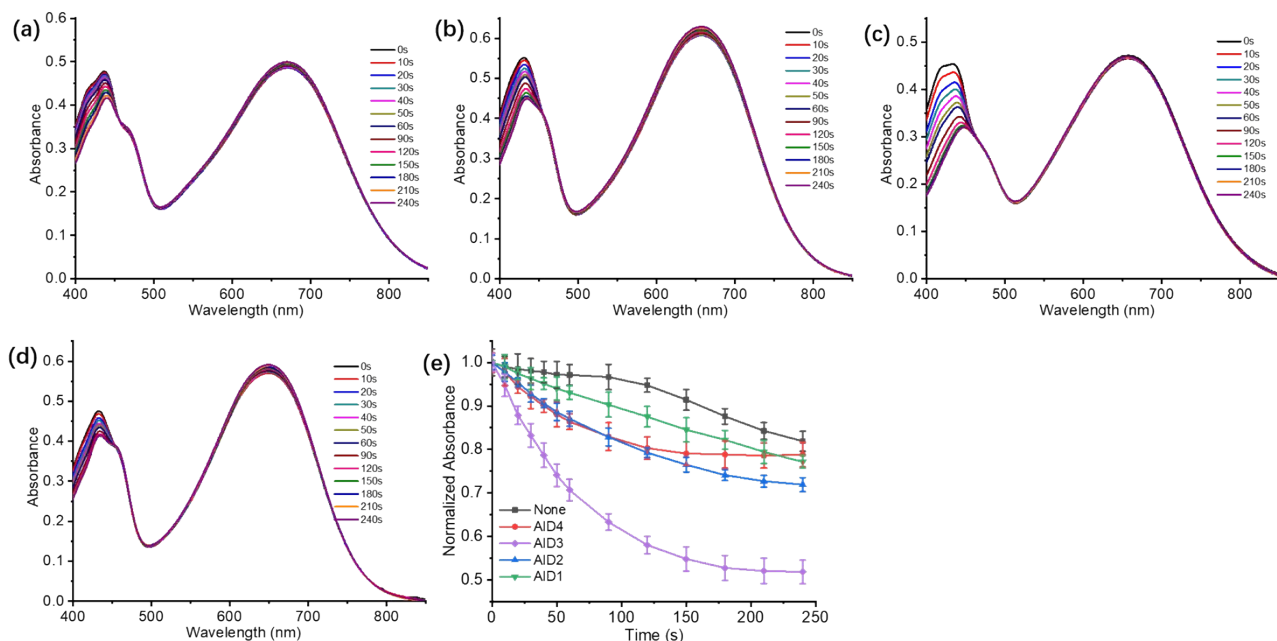 (a)
0.6
0.5
0.4
0.3
0.2
0.1
0.0
Absorbance
400 500 600 700 800
Wavelength (nm)
0s
10s
20s
30s
40s
50s
60s
90s
120s
150s
180s
210s
240s
(b)
0.6
0.5
0.4
0.3
0.2
0.1
0.0
Absorbance
400 500 600 700 800
Wavelength (nm)
0s
10s
20s
30s
40s
50s
60s
90s
120s
150s
180s
210s
240s
(c)
0.5
0.4
0.3
0.2
0.1
0.0
Absorbance
400 500 600 700 800
Wavelength (nm)
0s
10s
20s
30s
40s
50s
60s
90s
120s
150s
180s
210s
240s
(d)
0.6
0.5
0.4
0.3
0.2
0.1
0.0
Absorbance
400 500 600 700 800
Wavelength (nm)
0s
10s
20s
30s
40s
50s
60s
90s
120s
150s
180s
210s
240s
(e)
1.0
0.9
0.8
0.7
0.6
0.5
Normalized Absorbance
None
AID4
AID3
AID2
AID1
0 50 100 150 200 250
Time (s)